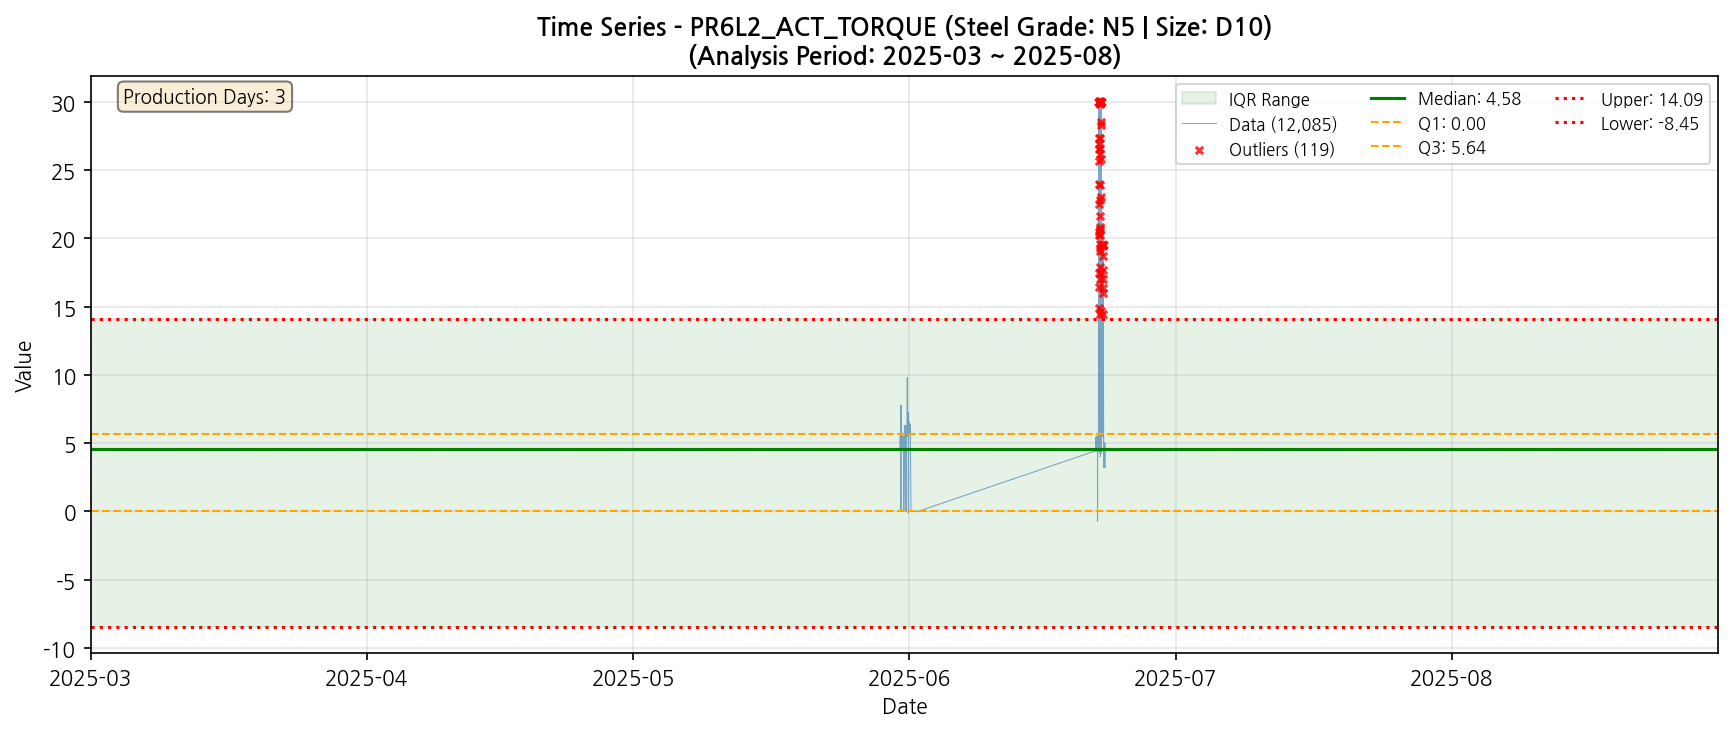 Time Series - PR6L2_ACT_TORQUE (Steel Grade: N5 | Size: D10)
(Analysis Period: 2025-03 ~ 2025-08)
Production Days: 3
IQR Range
Data (12,085)
Outliers (119)
Median: 4.58
Q1: 0.00
Q3: 5.64
Upper: 14.09
Lower: -8.45
Value
30
25
20
15
10
5
0
-5
-10
2025-03
2025-04
2025-05
2025-06
2025-07
2025-08
Date